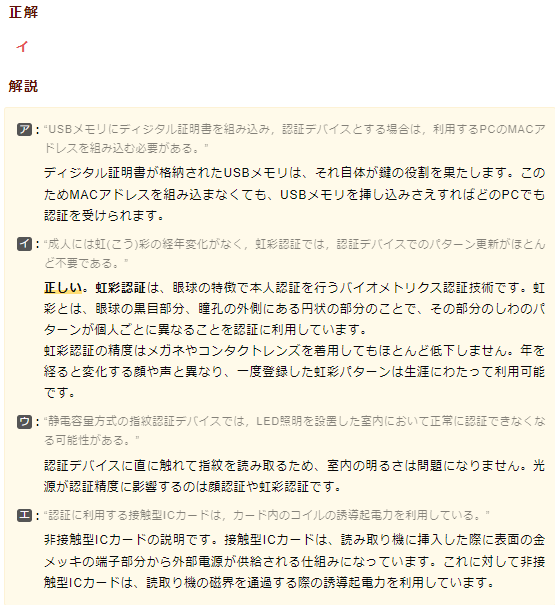 正解
イ
解説
ア：“USBメモリにディジタル証明書を組み込み，認証デバイスとする場合は，利用するPCのMACア
ドレスを組み込む必要がある。”
ディジタル証明書が格納されたUSBメモリは、それ自体が鍵の役割を果たします。この
ためMACアドレスを組み込まなくても、USBメモリを挿し込みさえすればどのPCでも
認証を受けられます。
イ：“成人には虹(こう)彩の経年変化がなく，虹彩認証では，認証デバイスでのパターン更新がほとん
ど不要である。”
正しい。虹彩認証は、眼球の特徴で本人認証を行うバイオメトリクス認証技術です。虹
彩とは、眼球の黒目部分、瞳孔の外側にある円状の部分のことで、その部分のしわのパ
ターンが個人ごとに異なることを認証に利用しています。
虹彩認証の精度はメガネやコンタクトレンズを着用してもほとんど低下しません。年を
経ると変化する顔や声と異なり、一度登録した虹彩パターンは生涯にわたって利用可能
です。
ウ：“静電容量方式の指紋認証デバイスでは，LED照明を設置した室内において正常に認証できなくな
る可能性がある。”
認証デバイスに直に触れて指紋を読み取るため、室内の明るさは問題になりません。光
源が認証精度に影響するのは顔認証や虹彩認証です。
エ：“認証に利用する接触型ICカードは，カード内のコイルの誘導起電力を利用している。”
非接触型ICカードの説明です。接触型ICカードは、読み取り機に挿入した際に表面の金
メッキの端子部分から外部電源が供給される仕組みになっています。これに対して非接
触型ICカードは、読取り機の磁界を通過する際の誘導起電力を利用しています。